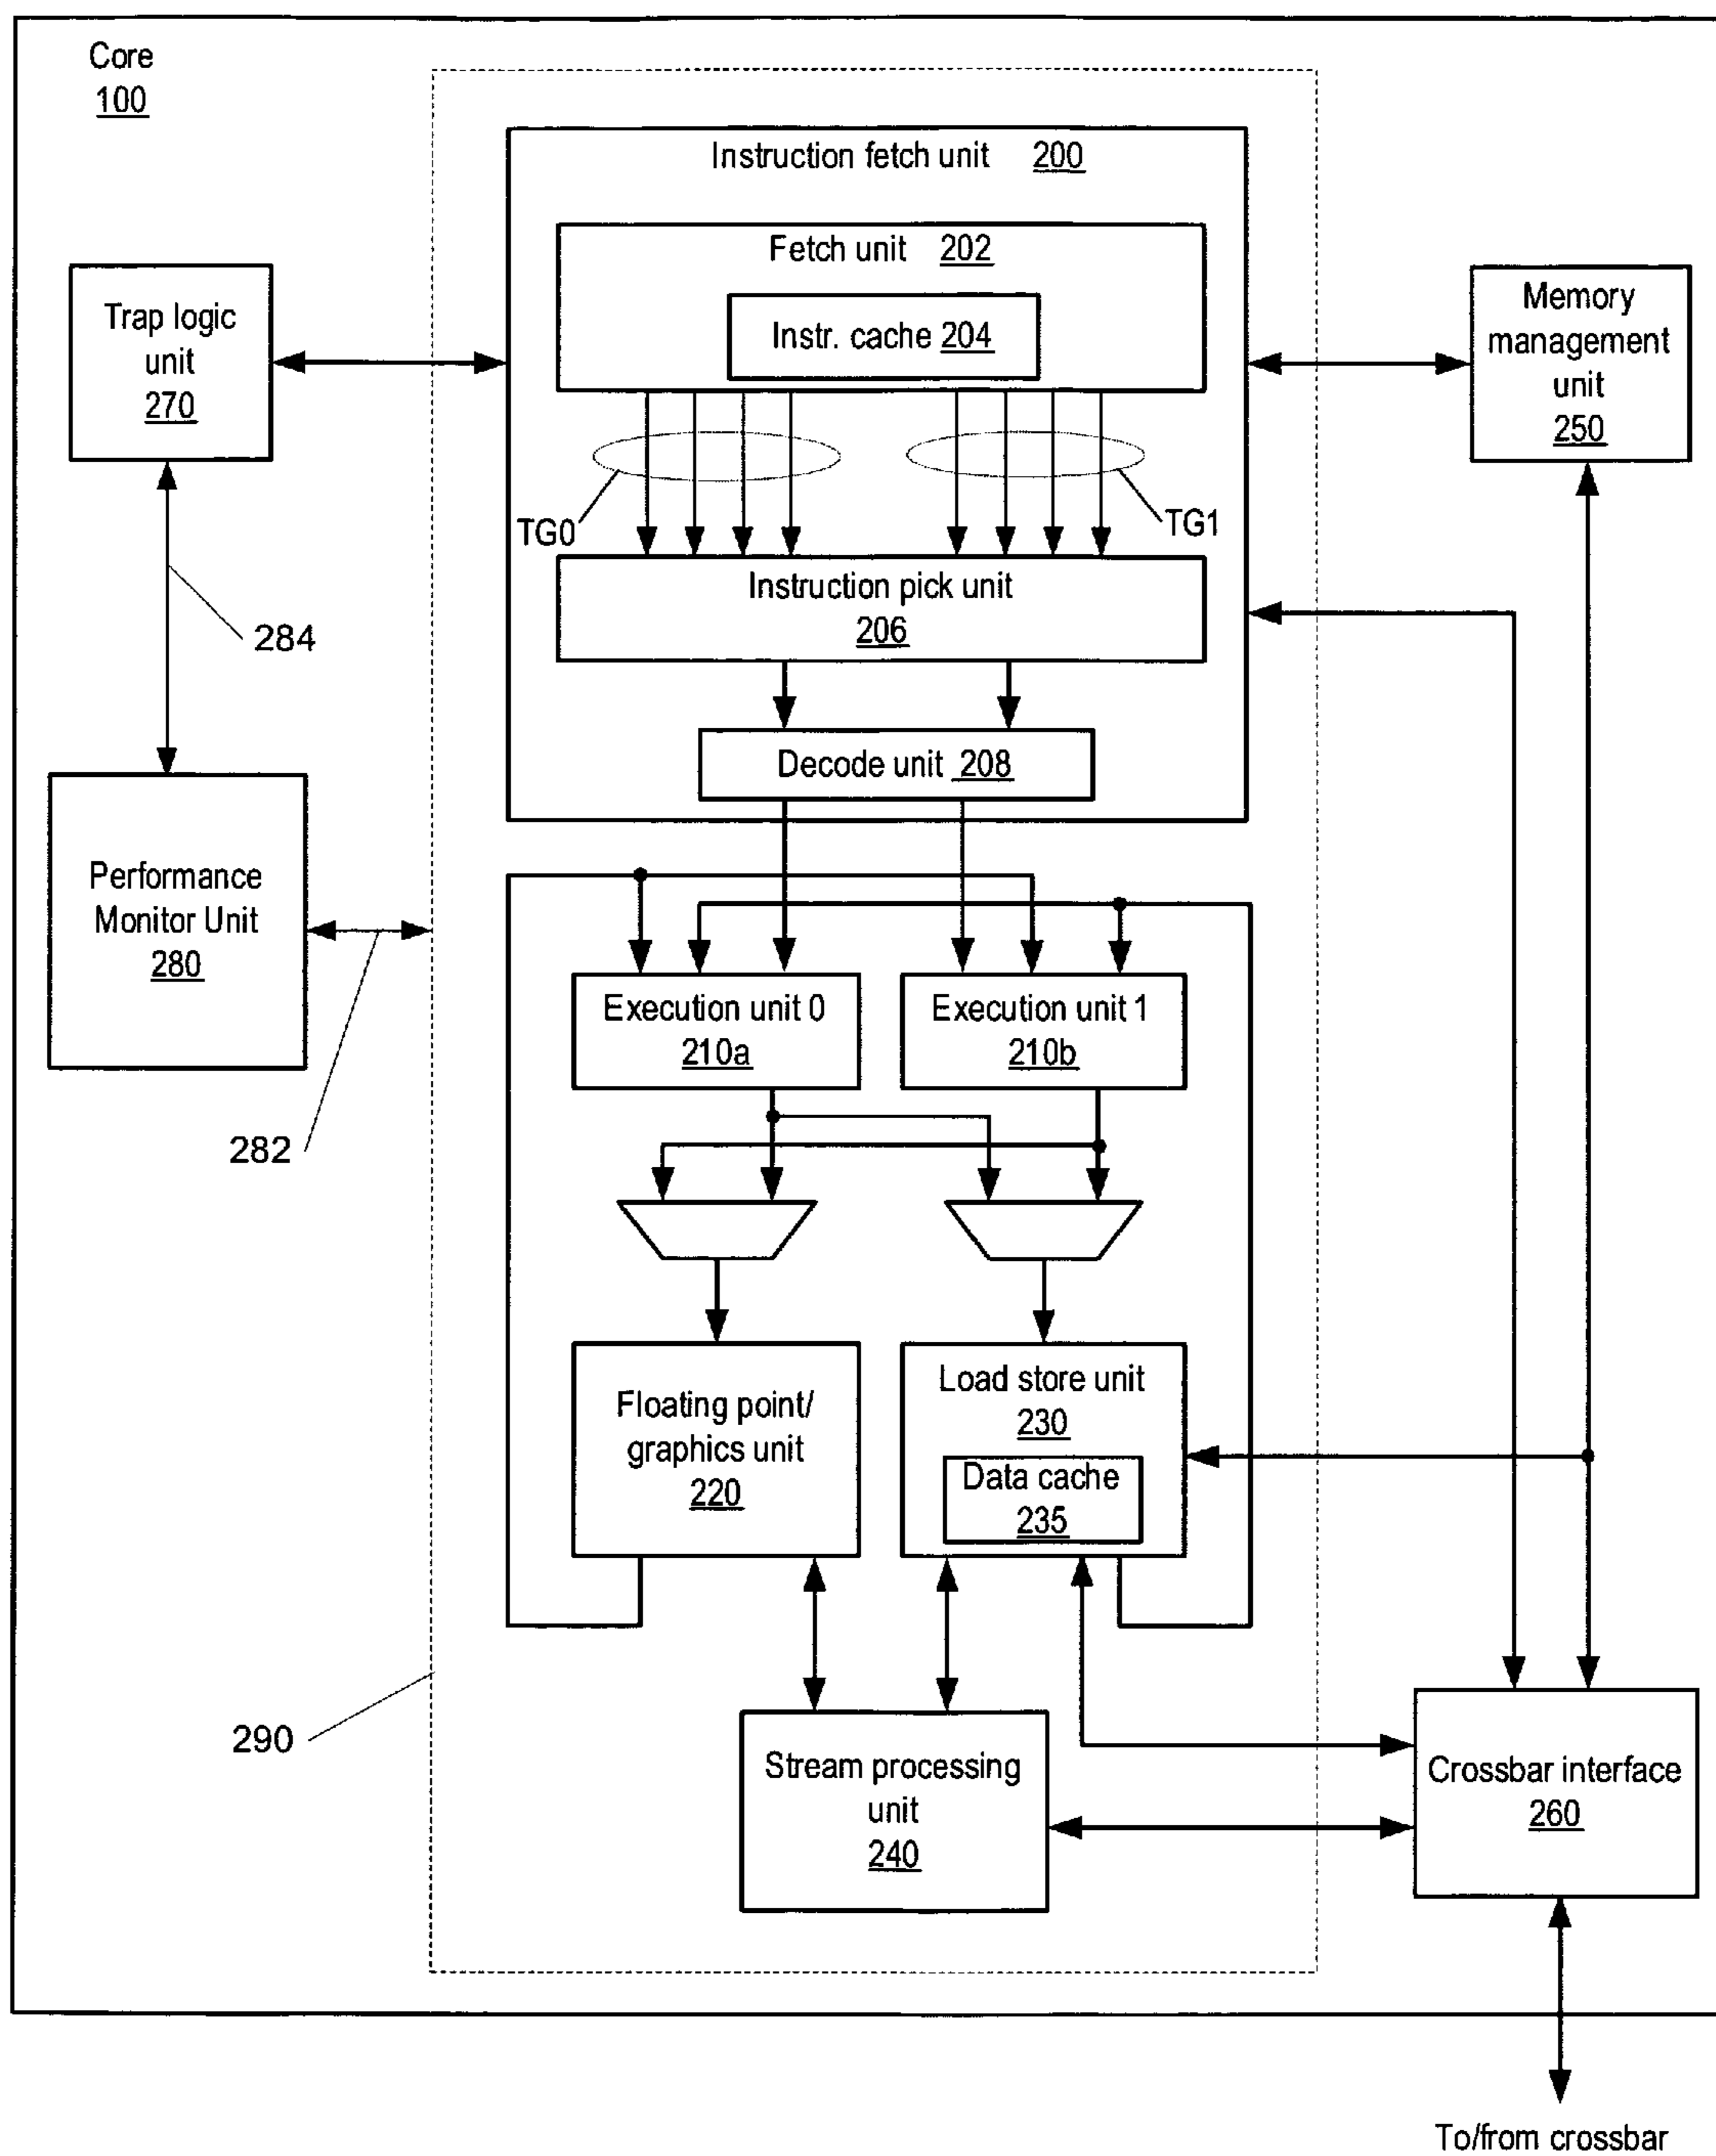 Core
100
Instruction fetch unit 200
Fetch unit 202
Instr. cache 204
Trap logic
unit
270
Memory
management
unit
250
TG0
TG1
Instruction pick unit
206
284
Decode unit 208
Performance
Monitor Unit
280
282
Execution unit 0
210a
Execution unit 1
210b
Floating point/
graphics unit
220
Load store unit
230
Data cache
235
290
Stream processing
unit
240
Crossbar interface
260
To/from crossbar